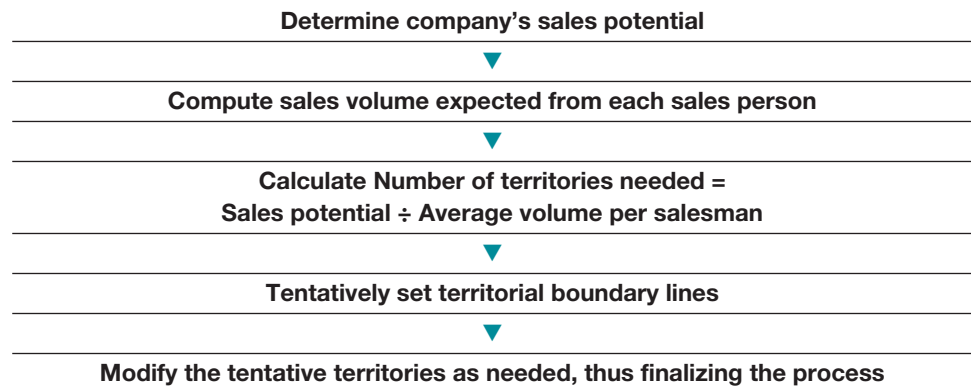 Determine company's sales potential
Compute sales volume expected from each sales person
Calculate Number of territories needed =
Sales potential ÷ Average volume per salesman
Tentatively set territorial boundary lines
Modify the tentative territories as needed, thus finalizing the process